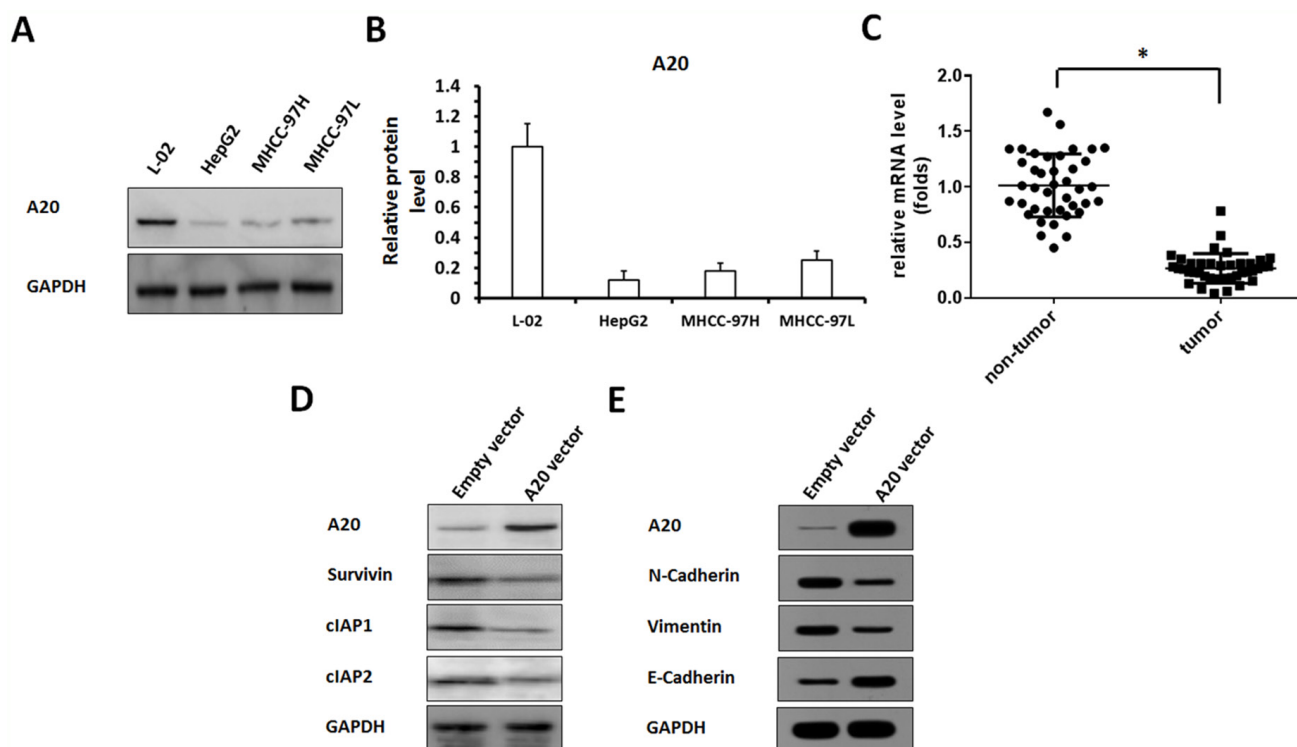 A
L-02
HepG2
MHCC-97H
MHCC-97L
A20
GAPDH
B
A20
Relative protein
level
1.4
1.2
1
0.8
0.6
0.4
0.2
0
L-02
HepG2
MHCC-97H
MHCC-97L
C
*
relative mRNA level
(folds)
2.0
1.5
1.0
0.5
0.0
non-tumor
tumor
D
Empty vector
A20 vector
A20
Survivin
cIAP1
cIAP2
GAPDH
E
Empty vector
A20 vector
A20
N-Cadherin
Vimentin
E-Cadherin
GAPDH